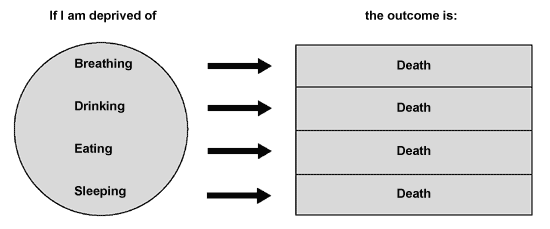 If I am deprived of the outcome is:
Breathing Death
Drinking Death
Eating Death
Sleeping Death